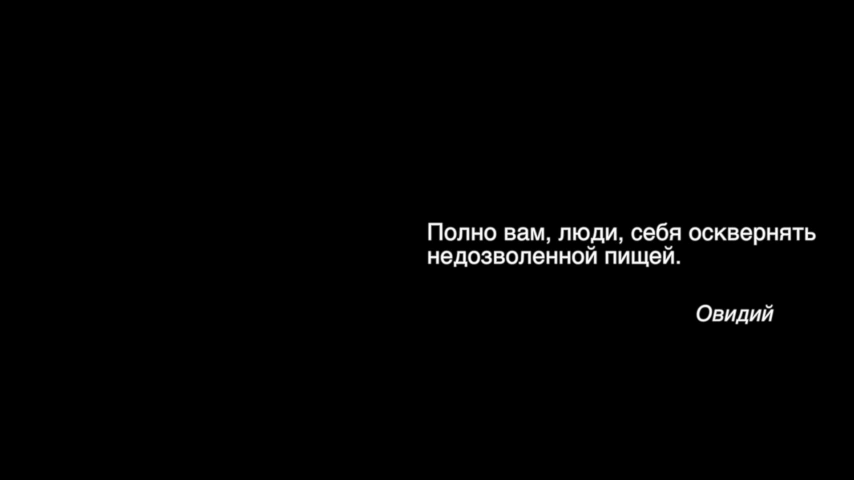 Полно вам, люди, себя осквернять
недозволенной пищей.
Овидий